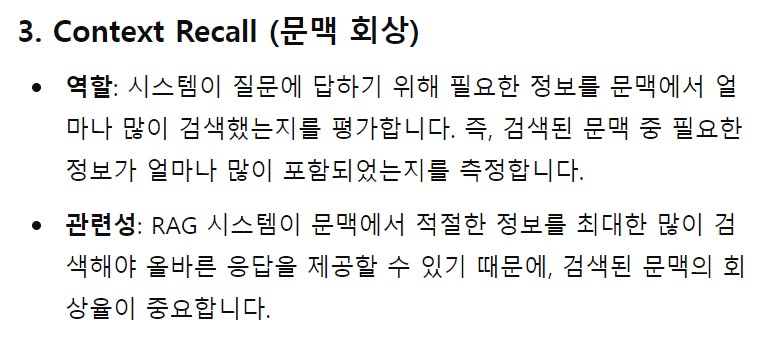 3. Context Recall (문맥 회상)
• 역할: 시스템이 질문에 답하기 위해 필요한 정보를 문맥에서 얼
마나 많이 검색했는지를 평가합니다. 즉, 검색된 문맥 중 필요한
정보가 얼마나 많이 포함되었는지를 측정합니다.
• 관련성: RAG 시스템이 문맥에서 적절한 정보를 최대한 많이 검
색해야 올바른 응답을 제공할 수 있기 때문에, 검색된 문맥의 회
상율이 중요합니다.